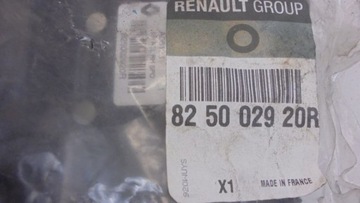 RENAULT GROUP
82 50 029 20R
X1
MADE IN FRANCE